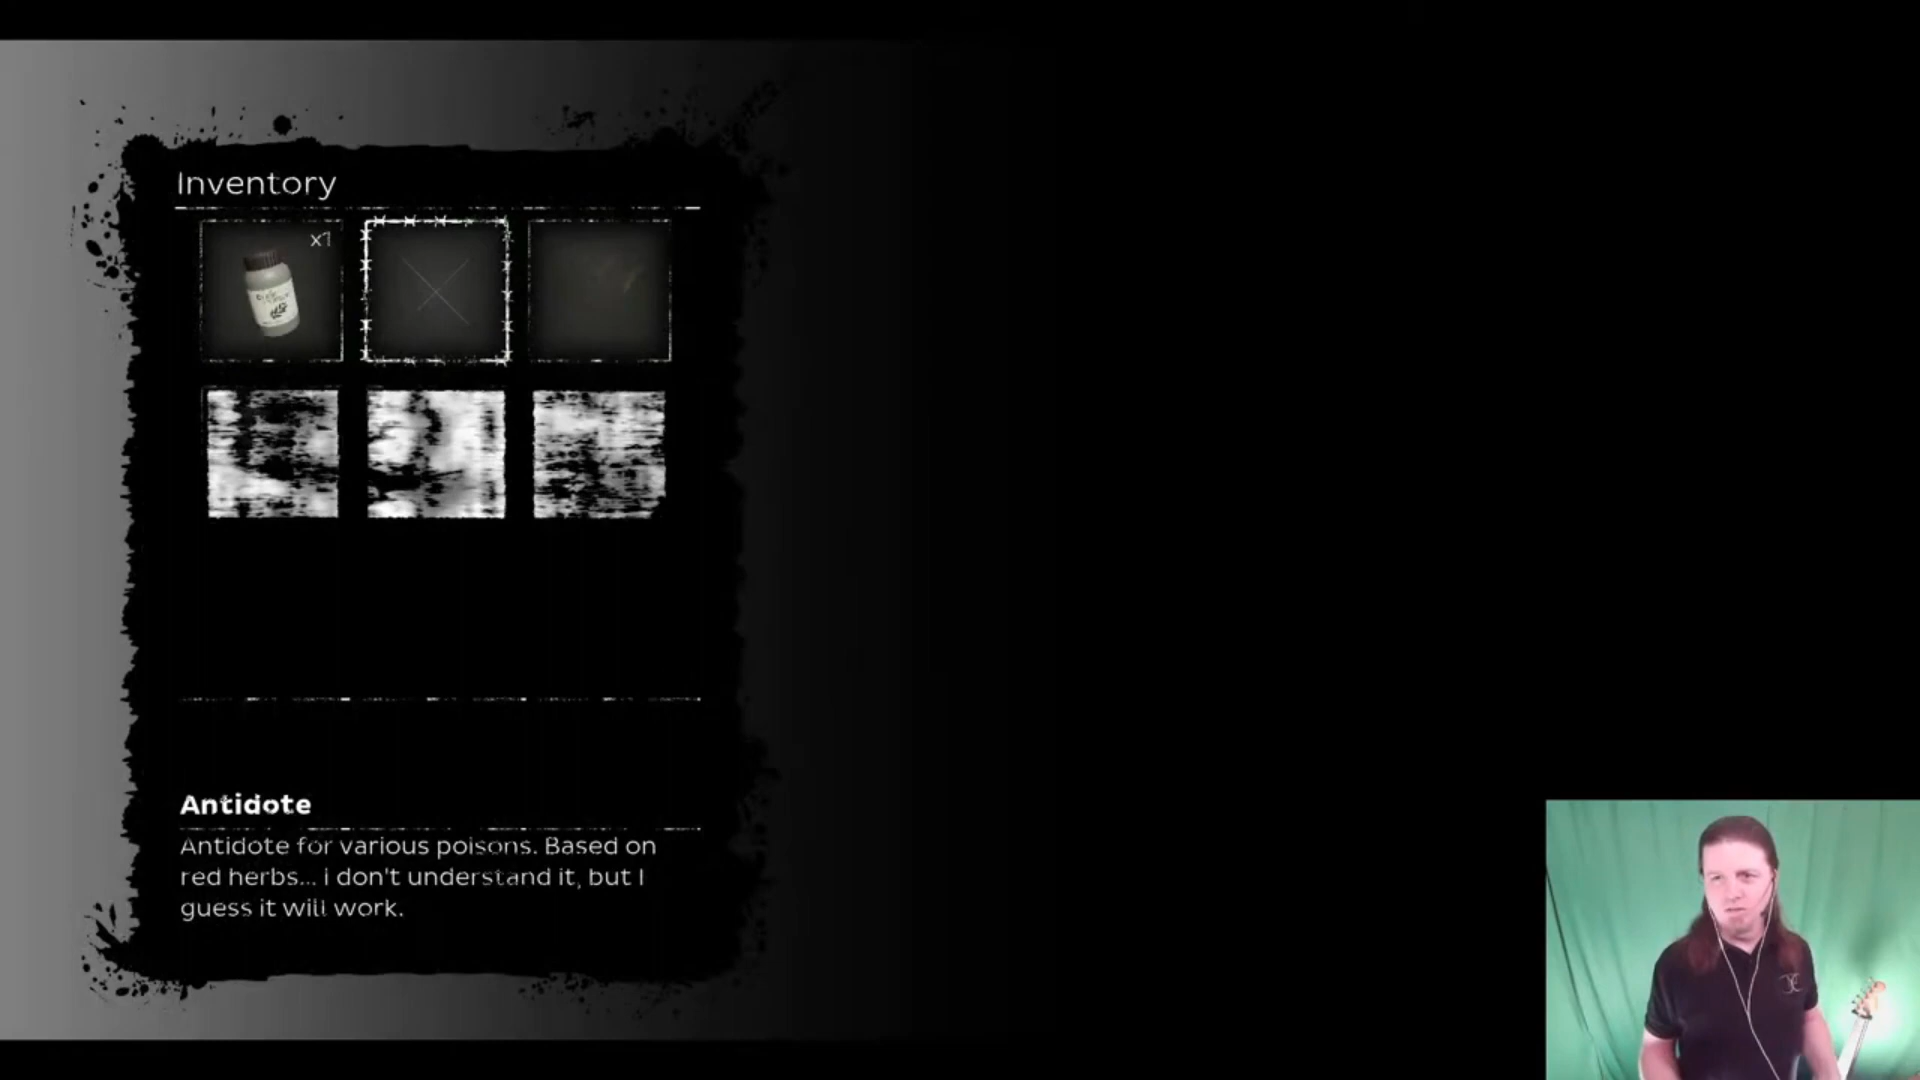 Inventory
x1
Antidote
Antidote for various poisons. Based on
red herbs... i don't understand it, but I
guess it will work.